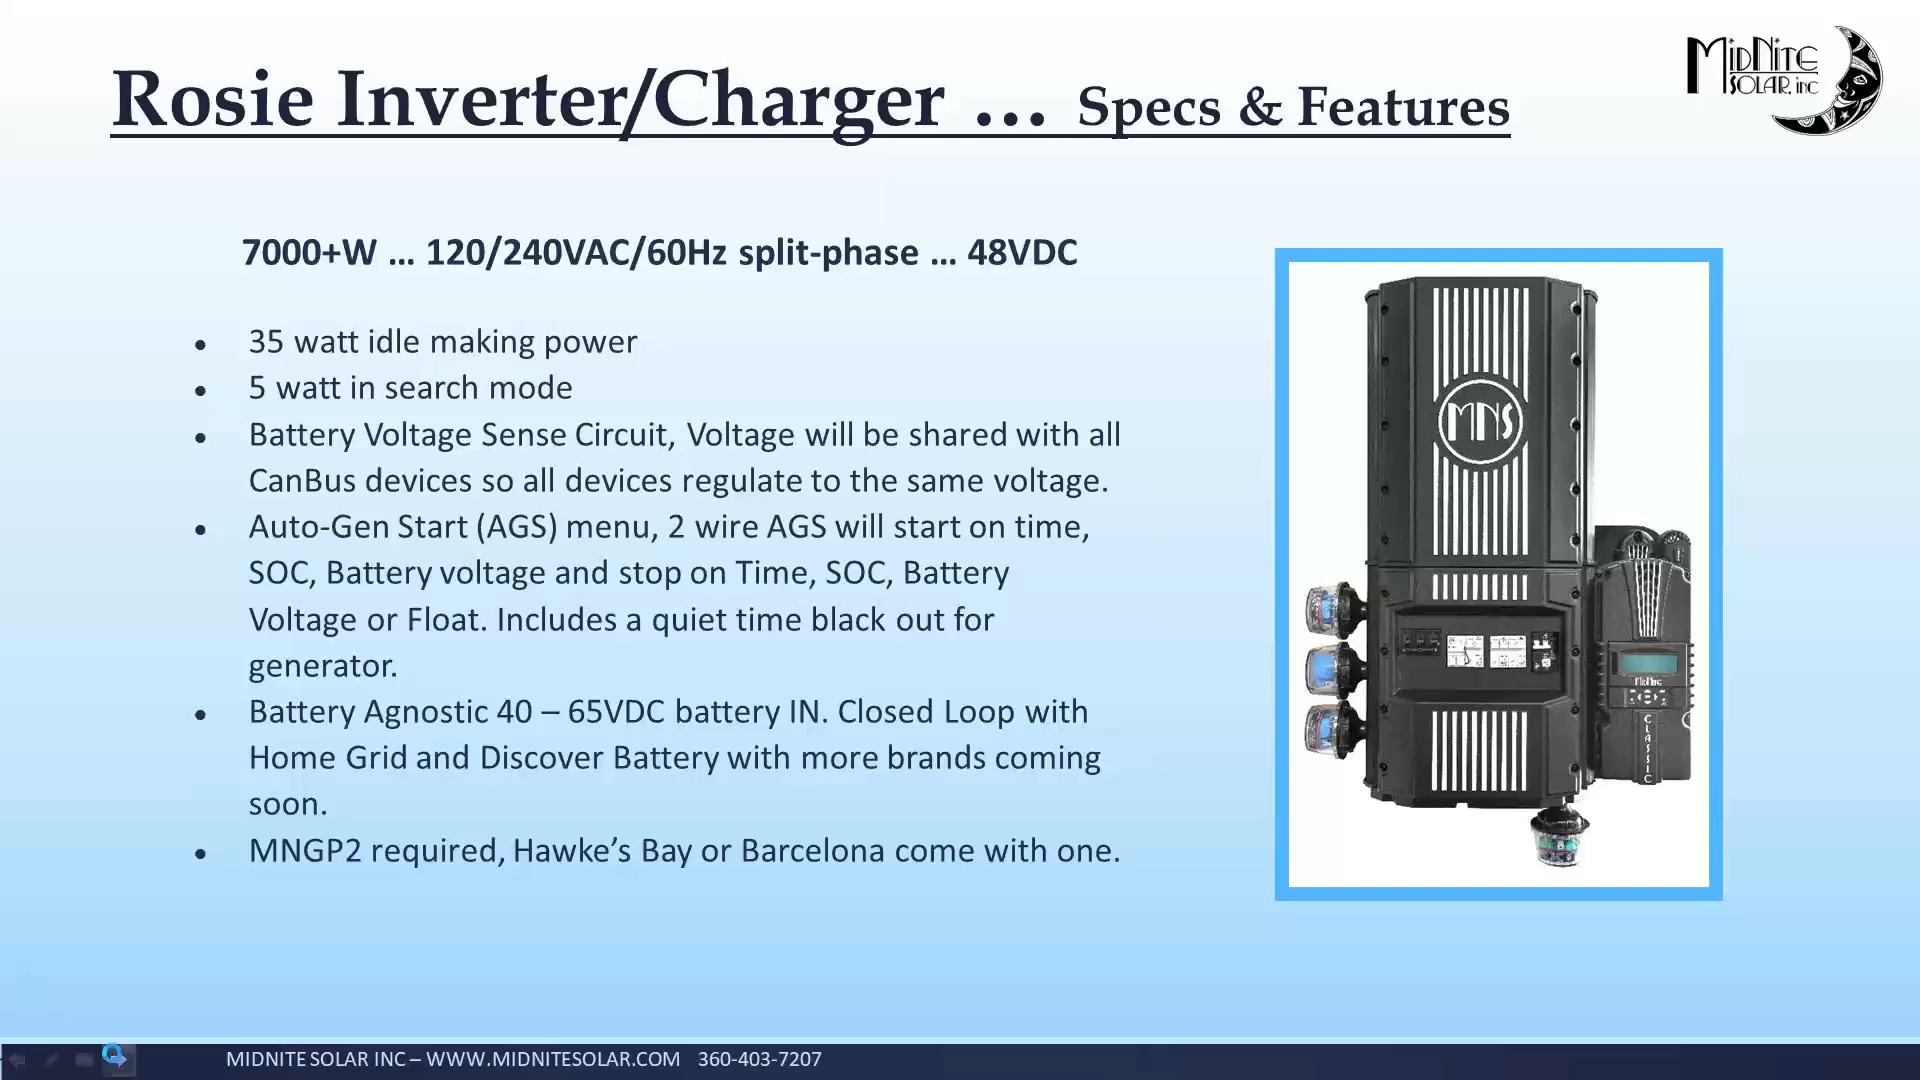 Rosie Inverter/Charger … Specs & Features
MIDNITE
SOLAR, INC
7000+W … 120/240VAC/60Hz split-phase … 48VDC
• 35 watt idle making power
• 5 watt in search mode
• Battery Voltage Sense Circuit, Voltage will be shared with all
CanBus devices so all devices regulate to the same voltage.
• Auto-Gen Start (AGS) menu, 2 wire AGS will start on time,
SOC, Battery voltage and stop on Time, SOC, Battery
Voltage or Float. Includes a quiet time black out for
generator.
• Battery Agnostic 40 – 65VDC battery IN. Closed Loop with
Home Grid and Discover Battery with more brands coming
soon.
• MNGP2 required, Hawke’s Bay or Barcelona come with one.
MNS
MidNite
CLASSIC
MIDNITE SOLAR INC – WWW.MIDNITESOLAR.COM 360-403-7207